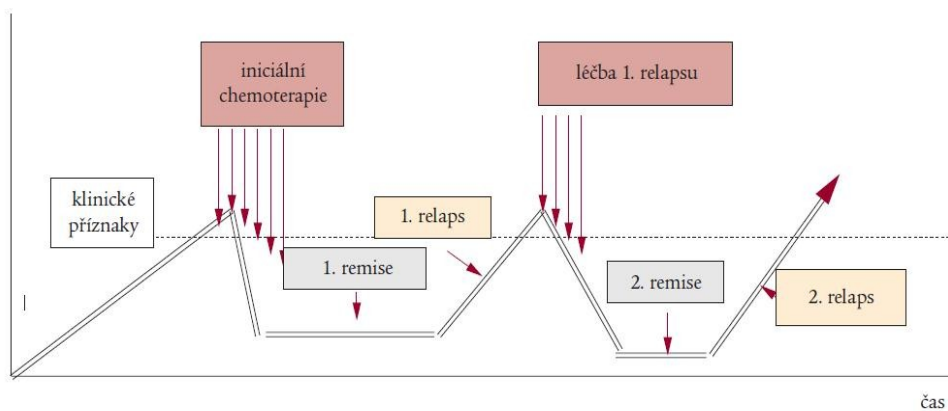 iniciální
chemoterapie
léčba 1. relapsu
klinické
příznaky
1. relaps
1. remise
2. remise
2. relaps
čas